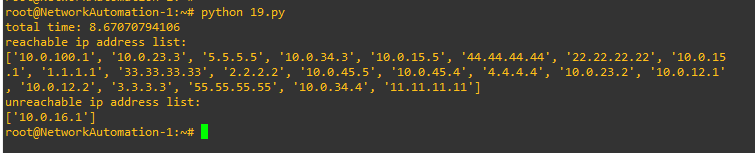 root@NetworkAutomation-1:~# python 19.py
total time: 8.67070794106
reachable ip address list:
['10.0.100.1', '10.0.23.3', '5.5.5.5', '10.0.34.3', '10.0.15.5', '44.44.44.44', '22.22.22.22', '10.0.15
.1', '1.1.1.1', '33.33.33.33', '2.2.2.2', '10.0.45.5', '10.0.45.4', '4.4.4.4', '10.0.23.2', '10.0.12.1'
, '10.0.12.2', '3.3.3.3', '55.55.55.55', '10.0.34.4', '11.11.11.11']
unreachable ip address list:
['10.0.16.1']
root@NetworkAutomation-1:~#